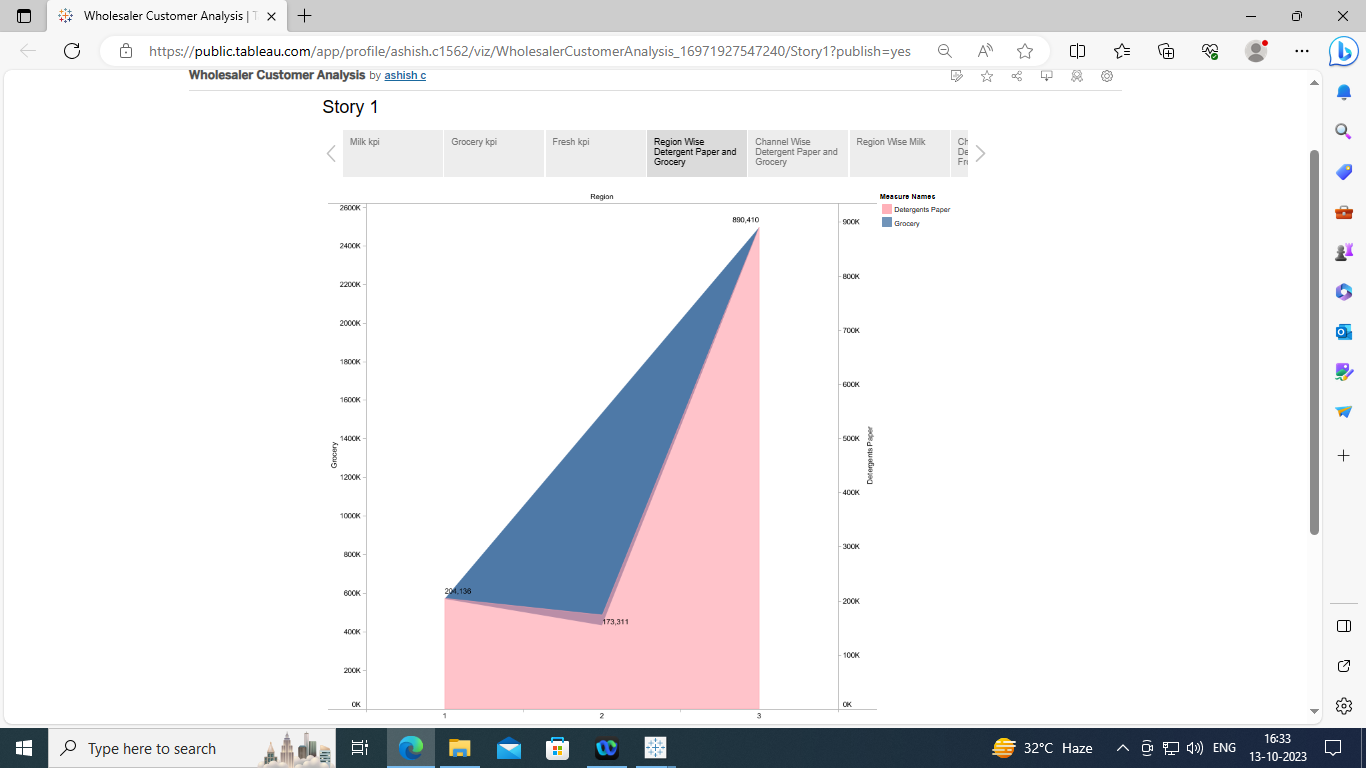 Wholesaler Customer Analysis | T
https://public.tableau.com/app/profile/ashish.c1562/viz/WholesalerCustomerAnalysis_16971927547240/Story1?publish=yes
Wholesaler Customer Analysis by ashish c
Story 1
Milk kpi
Grocery kpi
Fresh kpi
Region Wise
Detergent Paper and
Grocery
Channel Wise
Detergent Paper and
Grocery
Region Wise Milk
Ch
De
Fre
Region
Measure Names
Detergents Paper
Grocery
2600K
2400K
2200K
2000K
1800K
1600K
1400K
1200K
1000K
800K
600K
400K
200K
0K
Grocery
890,410
204,136
173,311
900K
800K
700K
600K
500K
400K
300K
200K
100K
0K
Detergents Paper
1
2
3
Type here to search
32°C Haze
ENG
16:33
13-10-2023